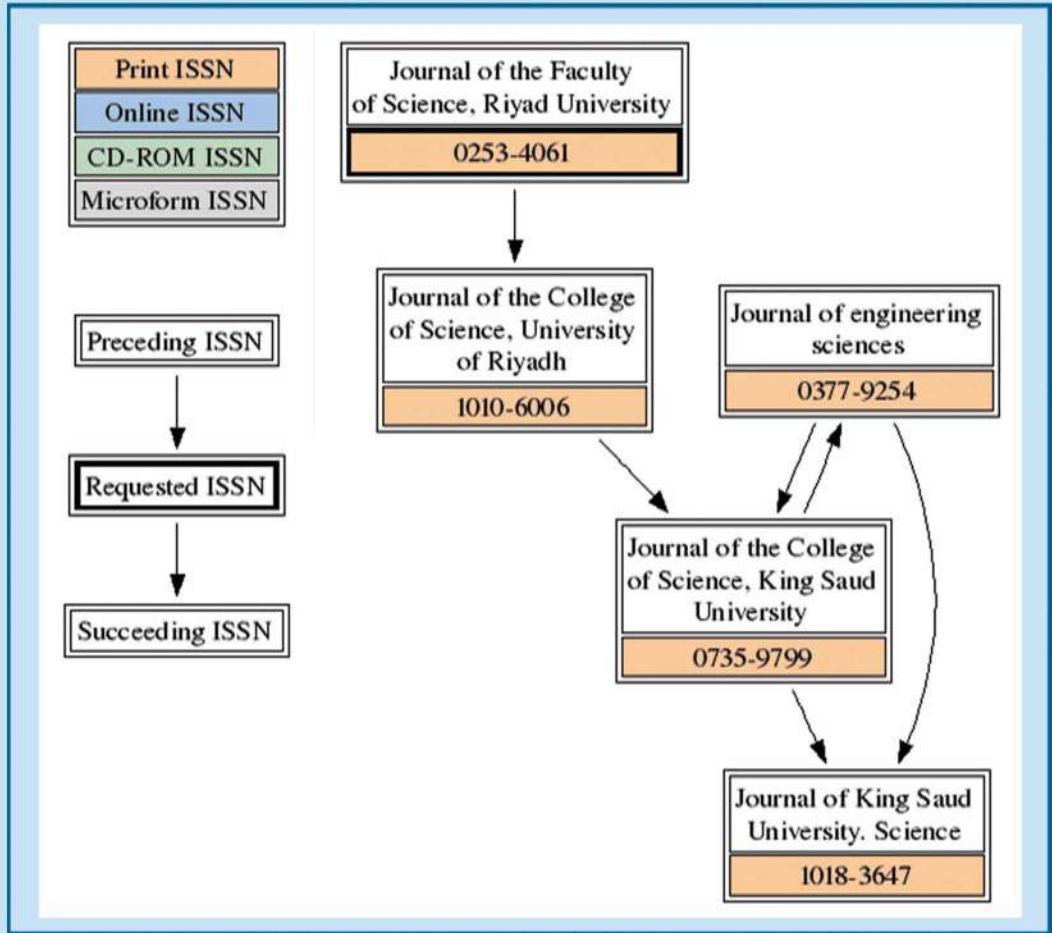 Print ISSN
Online ISSN
CD-ROM ISSN
Microform ISSN
Preceding ISSN
Requested ISSN
Succeeding ISSN
Journal of the Faculty
of Science, Riyad University
0253-4061
Journal of the College
of Science, University
of Riyadh
1010-6006
Journal of engineering
sciences
0377-9254
Journal of the College
of Science, King Saud
University
0735-9799
Journal of King Saud
University. Science
1018-3647